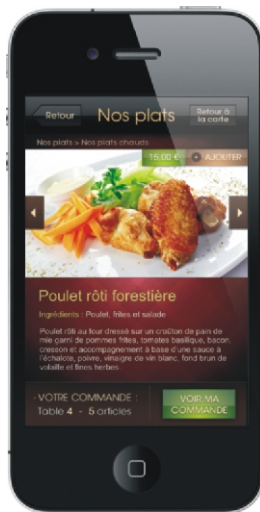 Retour
Nos plats
Retour à
la carte
Nos plats > Nos plats chauds
15,00 €
+ AJOUTER
Poulet rôti forestière
Ingrédients : Poulet, frites et salade
Poulet rôti au four dressé sur un croûton de pain de
mie garni de pommes frites, tomates basilique, bacon,
cresson et accompagnement à base d'une sauce à
l'échalote, poivre, vinaigre de vin blanc, fond brun de
volaille et fines herbes.
- VOTRE COMMANDE :
Table 4 - 5 articles
VOIR MA
COMMANDE